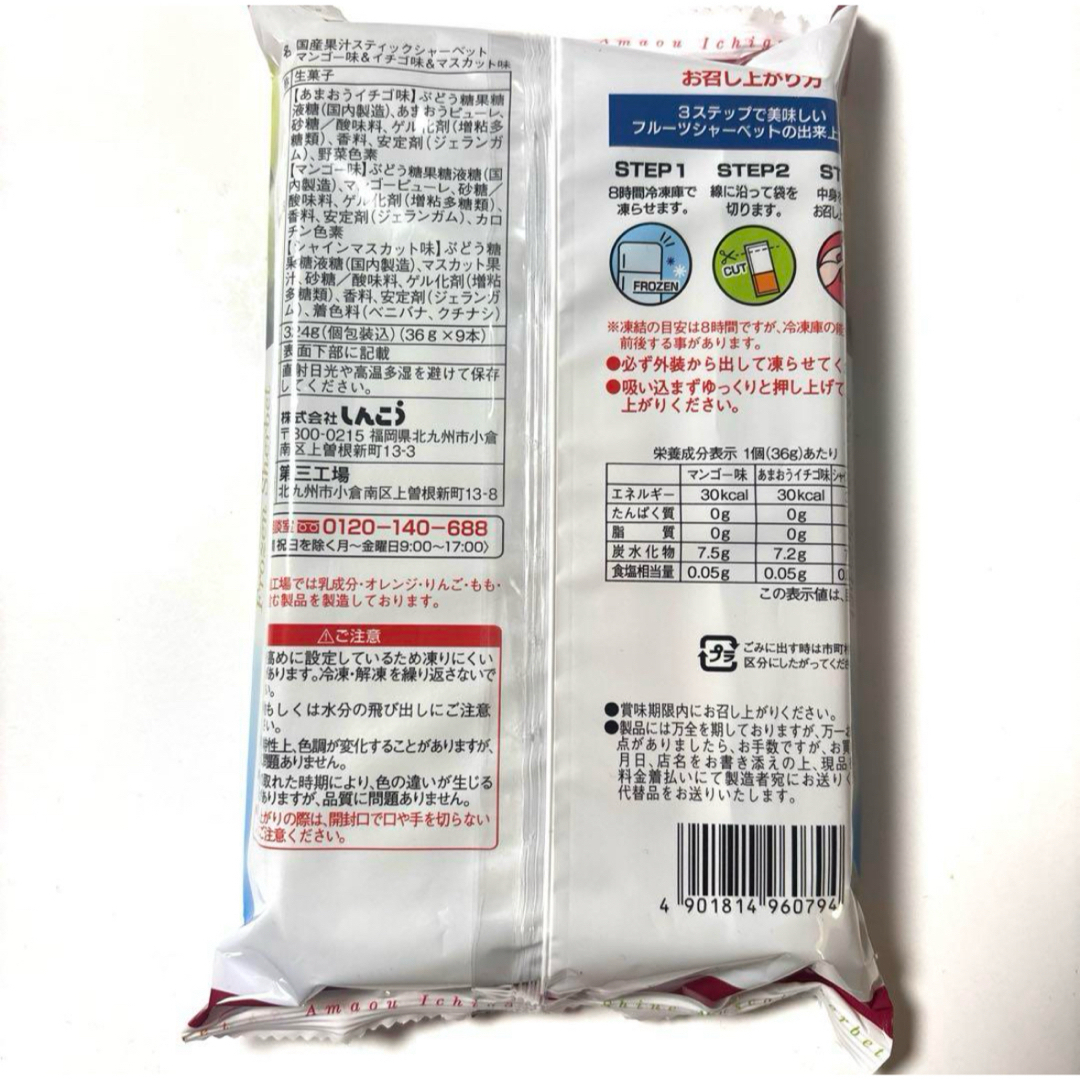 Amaou Ichig
名 国産果汁スティックシャーベット
マンゴー味&イチゴ味&マスカット味
生菓子
【あまおうイチゴ味】ぶどう糖果糖
液糖(国内製造)、あまおうピューレ、
砂糖/酸味料、ゲル化剤(増粘多
糖類)、香料、安定剤(ジェランガ
ム)、野菜色素
【マンゴー味】ぶどう糖果糖液糖(国
内製造)、マンゴーピューレ、砂糖/
酸味料、ゲル化剤(増粘多糖類)、
香料、安定剤(ジェランガム)、カロ
チン色素
【シャインマスカット味】ぶどう糖
果糖液糖(国内製造)、マスカット果
汁、砂糖/酸味料、ゲル化剤(増粘
多糖類)、香料、安定剤(ジェランガ
ム)、着色料(ベニバナ、クチナシ)
324g(個包装込)(36g×9本)
表面下部に記載
直射日光や高温多湿を避けて保存
してください。
株式会社しんこう
〒800-0215 福岡県北九州市小倉
南区上曽根新町13-3
第三工場
北九州市小倉南区上曽根新町13-8
談室 0120-140-688
祝日を除く月〜金曜日9:00〜17:00〉
工場では乳成分・オレンジ・りんご・もも・
む製品を製造しております。
⚠ご注意
高めに設定しているため凍りにくい
あります。冷凍・解凍を繰り返さないで
い。
もしくは水分の飛び出しにご注意
い。
性上、色調が変化することがありますが、
問題ありません。
取れた時期により、色の違いが生じる
ありますが、品質に問題ありません。
がりの際は、開封口で口や手を切らない
ご注意ください。
お召し上がり方
3ステップで美味しい
フルーツシャーベットの出来上
STEP1 STEP2 ST
8時間冷凍庫で 線に沿って袋を 中身を
凍らせます。 切ります。 お召し上
FROZEN CUT
※凍結の目安は8時間ですが、冷凍庫の
前後する事があります。
●必ず外装から出して凍らせてく
●吸い込まずゆっくりと押し上げて
上がりください。
栄養成分表示 1個(36g)あたり
マンゴー味 あまおうイチゴ味 シャ
エネルギー 30kcal 30kcal
たんぱく質 0g 0g
脂質 0g 0g
炭水化物 7.5g 7.2g
食塩相当量 0.05g 0.05g 0.
この表示値は、
プラ ごみに出す時は市町村
区分にしたがってくださ
●賞味期限内にお召し上がりください。
●製品には万全を期しておりますが、万一
点がありましたら、お手数ですが、お買
月日、店名をお書き添えの上、現品
料金着払いにて製造者宛にお送りく
代替品をお送りいたします。
4 901814 960794
Frozen Sherbet
et Amaou Ichig
hine Musca
erbet